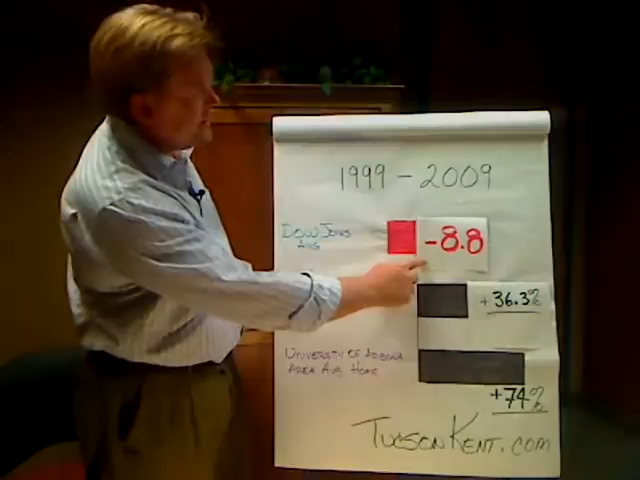 1999 - 2009
DOW JONES
AVG
-8.8
+36.3%
UNIVERSITY OF ARIZONA
AREA AVG HOME
+74%
TUCSONKENT.COM